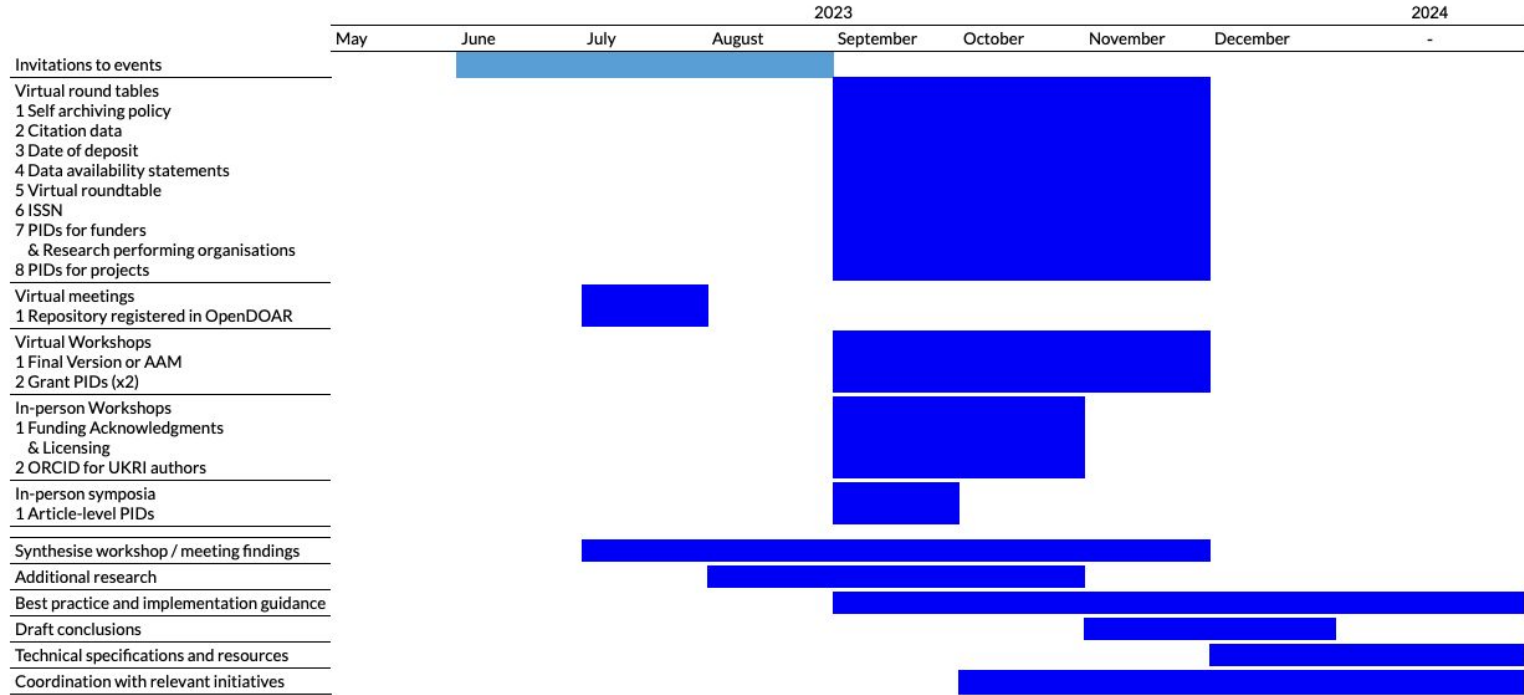 2023 2024
May June July August September October November December -
Invitations to events
Virtual round tables
1 Self archiving policy
2 Citation data
3 Date of deposit
4 Data availability statements
5 Virtual roundtable
6 ISSN
7 PIDs for funders
& Research performing organisations
8 PIDs for projects
Virtual meetings
1 Repository registered in OpenDOAR
Virtual Workshops
1 Final Version or AAM
2 Grant PIDs (x2)
In-person Workshops
1 Funding Acknowledgments
& Licensing
2 ORCID for UKRI authors
In-person symposia
1 Article-level PIDs
Synthesise workshop / meeting findings
Additional research
Best practice and implementation guidance
Draft conclusions
Technical specifications and resources
Coordination with relevant initiatives